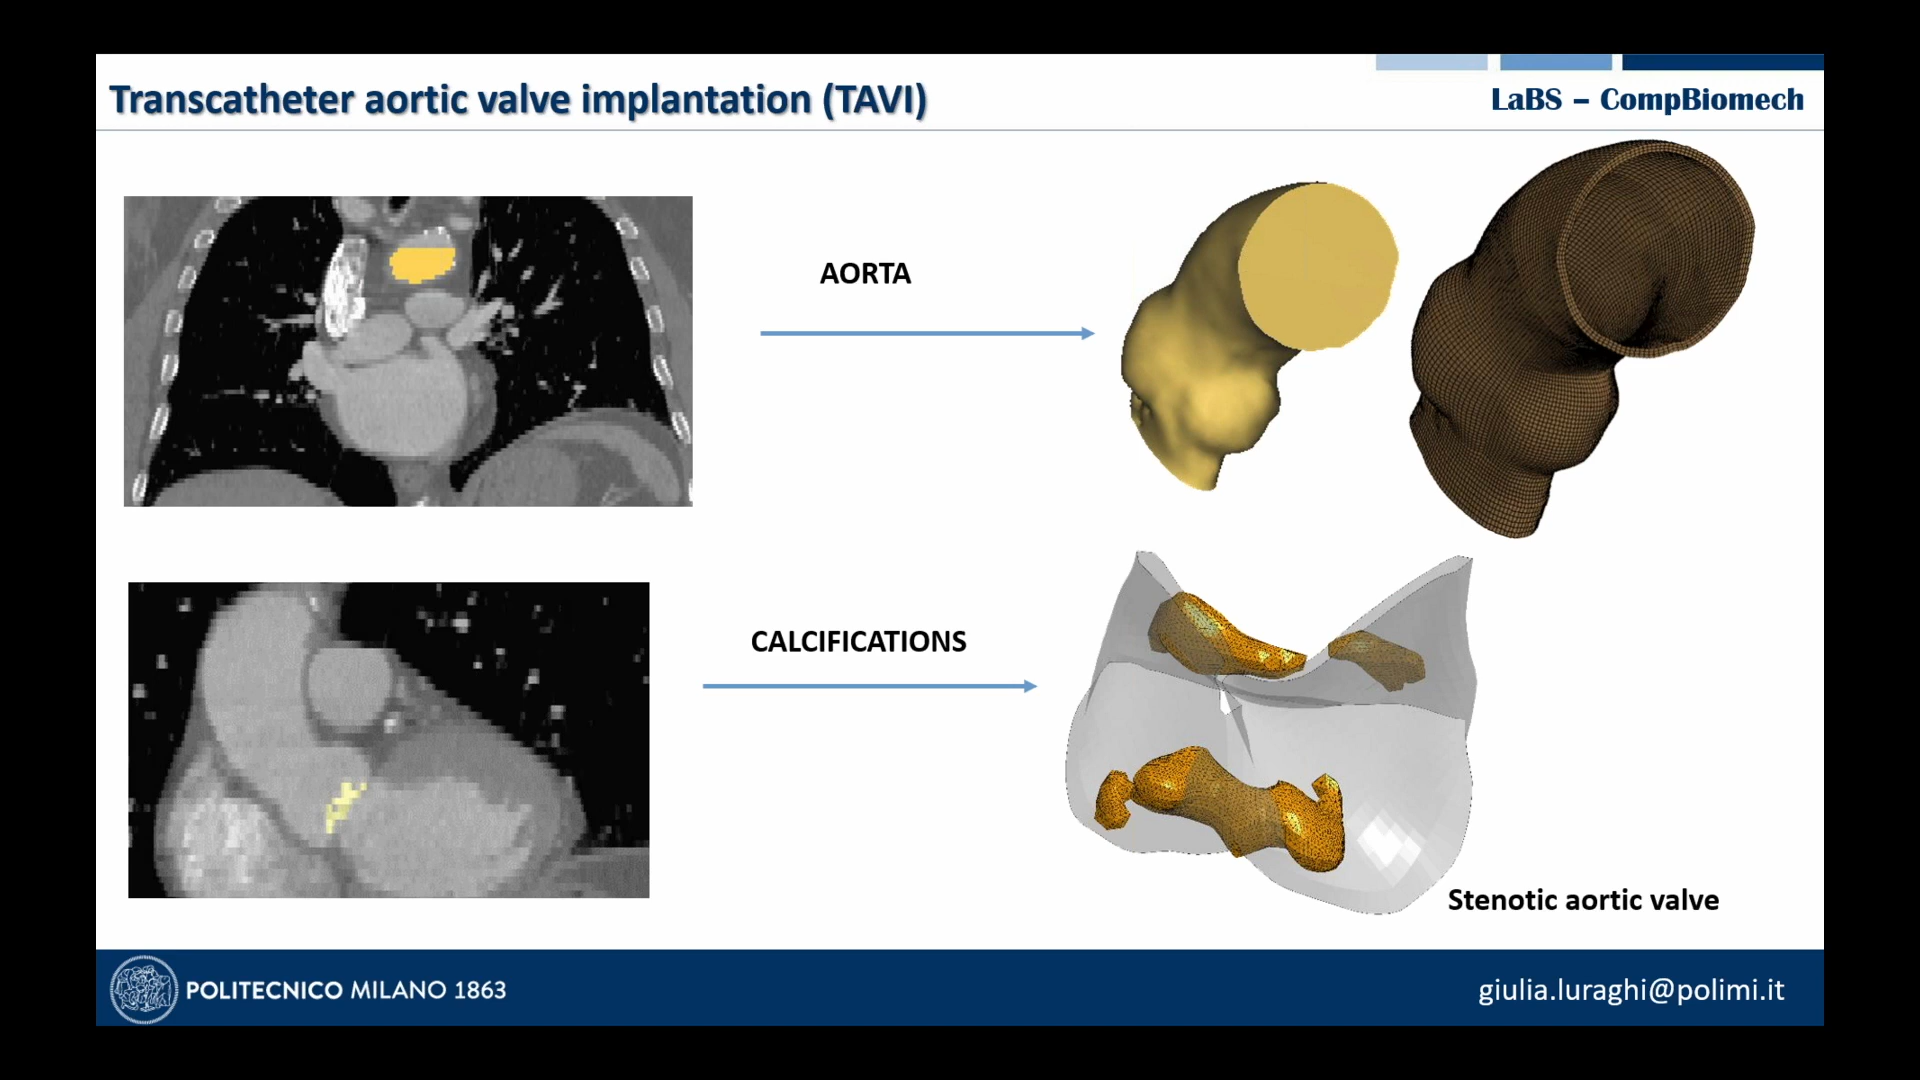 Transcatheter aortic valve implantation (TAVI)
LaBS – CompBiomech
AORTA
CALCIFICATIONS
Stenotic aortic valve
POLITECNICO MILANO 1863
giulia.luraghi@polimi.it